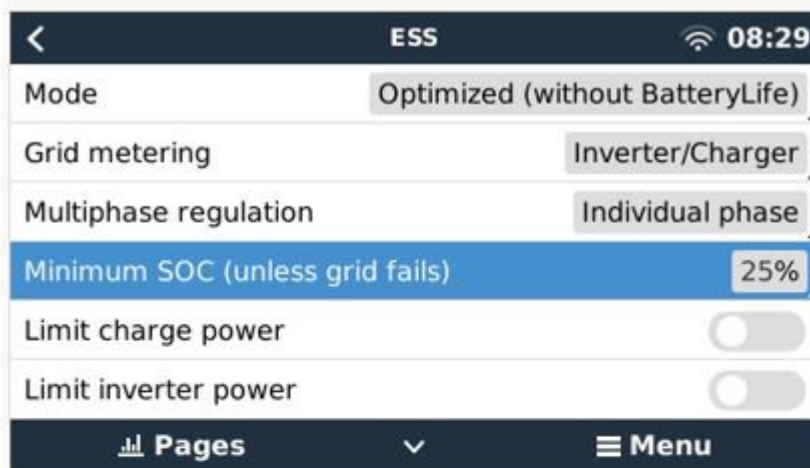 ESS 08:29
Mode Optimized (without BatteryLife)
Grid metering Inverter/Charger
Multiphase regulation Individual phase
Minimum SOC (unless grid fails) 25%
Limit charge power
Limit inverter power
Pages Menu